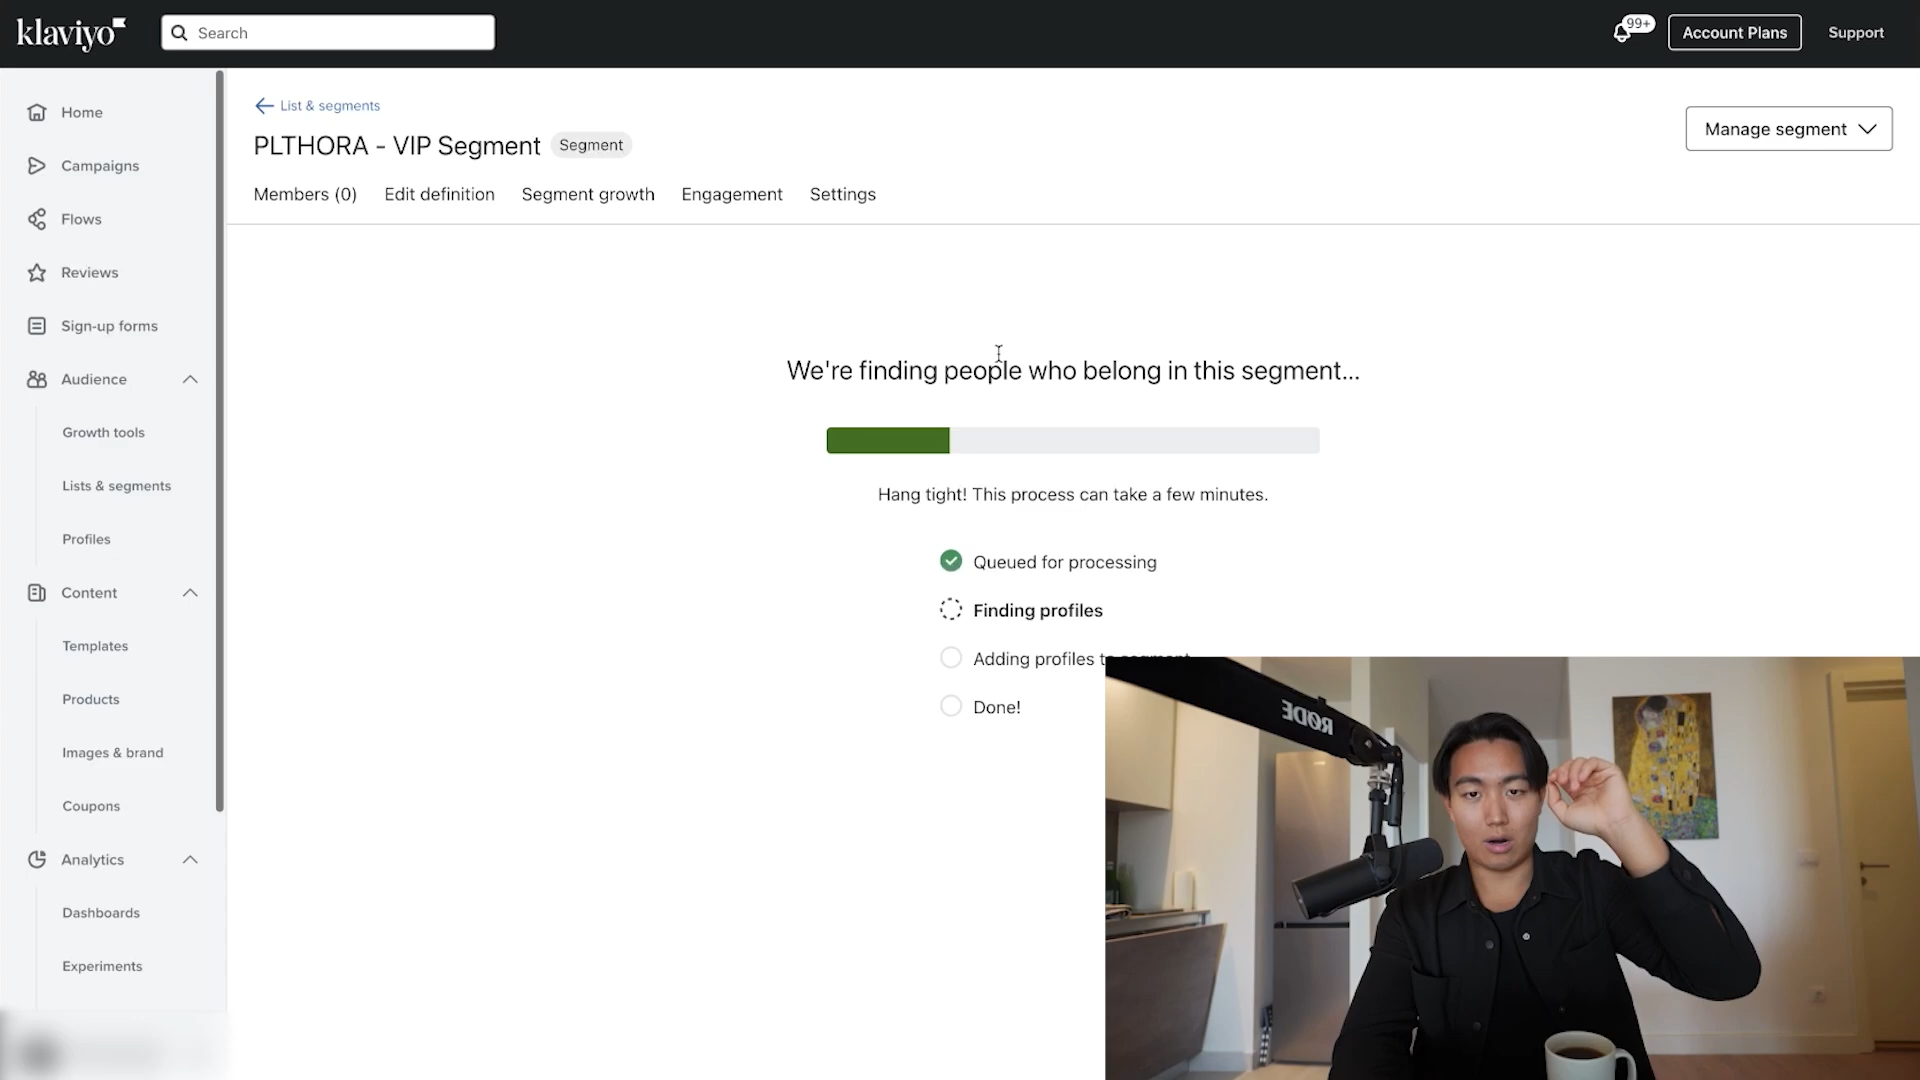 klaviyo
Search
99+
Account Plans
Support
Home
Campaigns
Flows
Reviews
Sign-up forms
Audience
Growth tools
Lists & segments
Profiles
Content
Templates
Products
Images & brand
Coupons
Analytics
Dashboards
Experiments
List & segments
PLTHORA - VIP Segment
Segment
Manage segment
Members (0)
Edit definition
Segment growth
Engagement
Settings
We're finding people who belong in this segment...
Hang tight! This process can take a few minutes.
Queued for processing
Finding profiles
Adding profiles to segment
Done!
RØDE